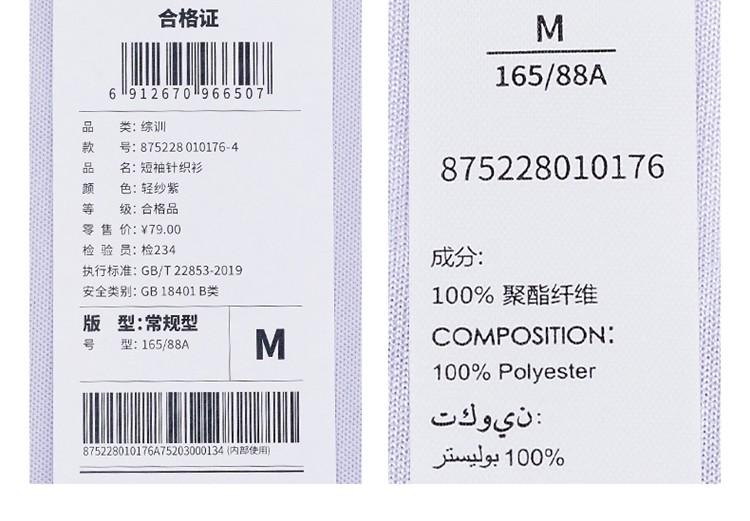 合格证
6 912670 966507
品 类: 综训
款 号: 875228 010176-4
品 名: 短袖针织衫
颜 色: 轻纱紫
等 级: 合格品
零 售 价: ¥79.00
检 验 员: 检234
执行标准: GB/T 22853-2019
安全类别: GB 18401 B类
版 型:常规型
号 型: 165/88A
M
875228010176A75203000134 (内部使用)
M
165/88A
875228010176
成分:
100% 聚酯纤维
COMPOSITION:
100% Polyester
تكوين:
100% بوليستر